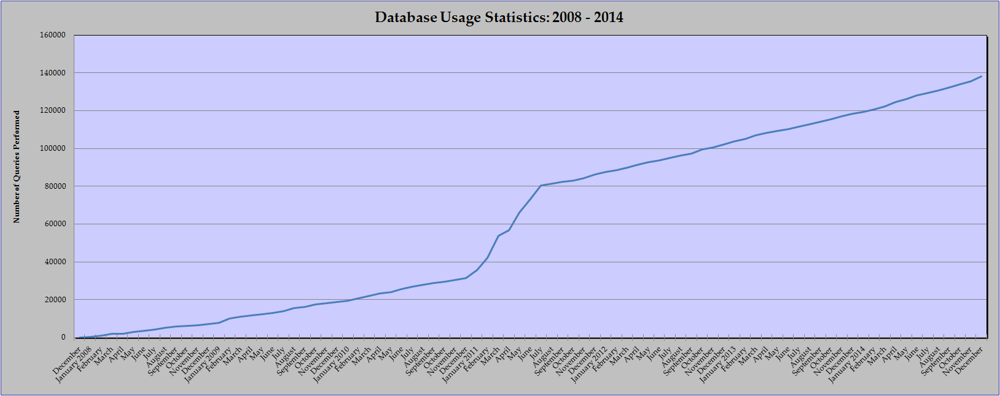 Database Usage Statistics: 2008 - 2014
160000
140000
120000
100000
80000
60000
40000
20000
0
Number of Queries Performed
December
January 2008
February
March
April
May
June
July
August
September
October
November
December
January 2009
February
March
April
May
June
July
August
September
October
November
December
January 2010
February
March
April
May
June
July
August
September
October
November
December
January 2011
February
March
April
May
June
July
August
September
October
November
December
January 2012
February
March
April
May
June
July
August
September
October
November
December
January 2013
February
March
April
May
June
July
August
September
October
November
December
January 2014
February
March
April
May
June
July
August
September
October
November
December